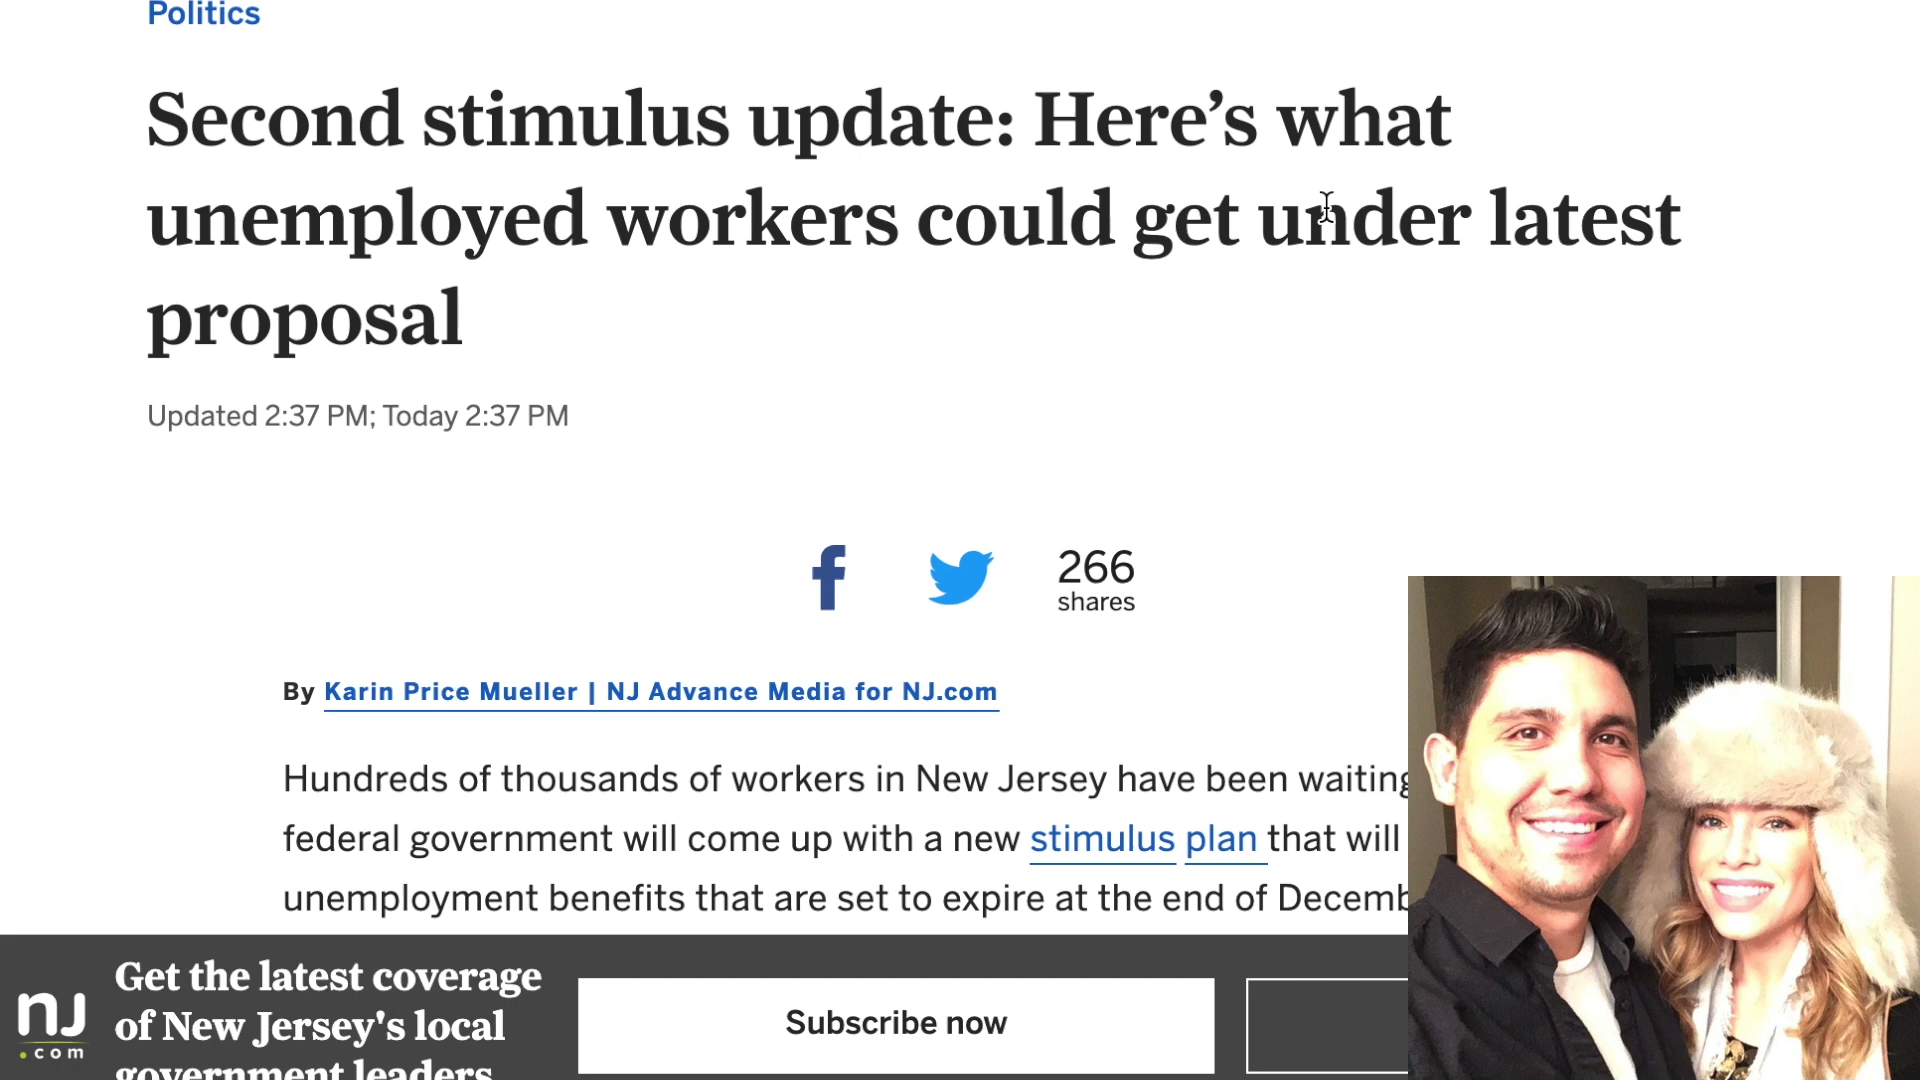 Politics
Second stimulus update: Here’s what
unemployed workers could get under latest
proposal
Updated 2:37 PM; Today 2:37 PM
266
shares
By Karin Price Mueller | NJ Advance Media for NJ.com
Hundreds of thousands of workers in New Jersey have been waiting
federal government will come up with a new stimulus plan that will
unemployment benefits that are set to expire at the end of Decemb
Get the latest coverage
of New Jersey's local
government leaders
Subscribe now
nj
.com